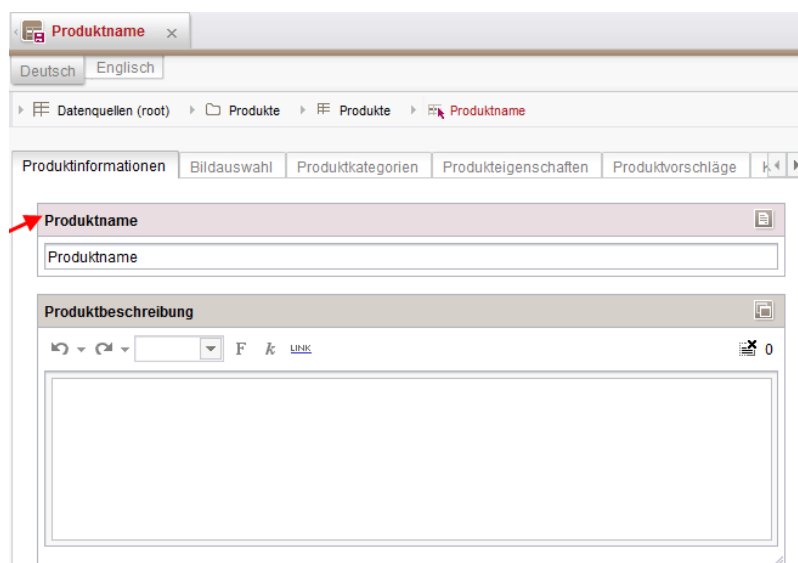 Produktname
Deutsch Englisch
Datenquellen (root) Produkte Produkte Produktname
Produktinformationen Bildauswahl Produktkategorien Produkteigenschaften Produktvorschläge
Produktname
Produktname
Produktbeschreibung
F k LINK 0